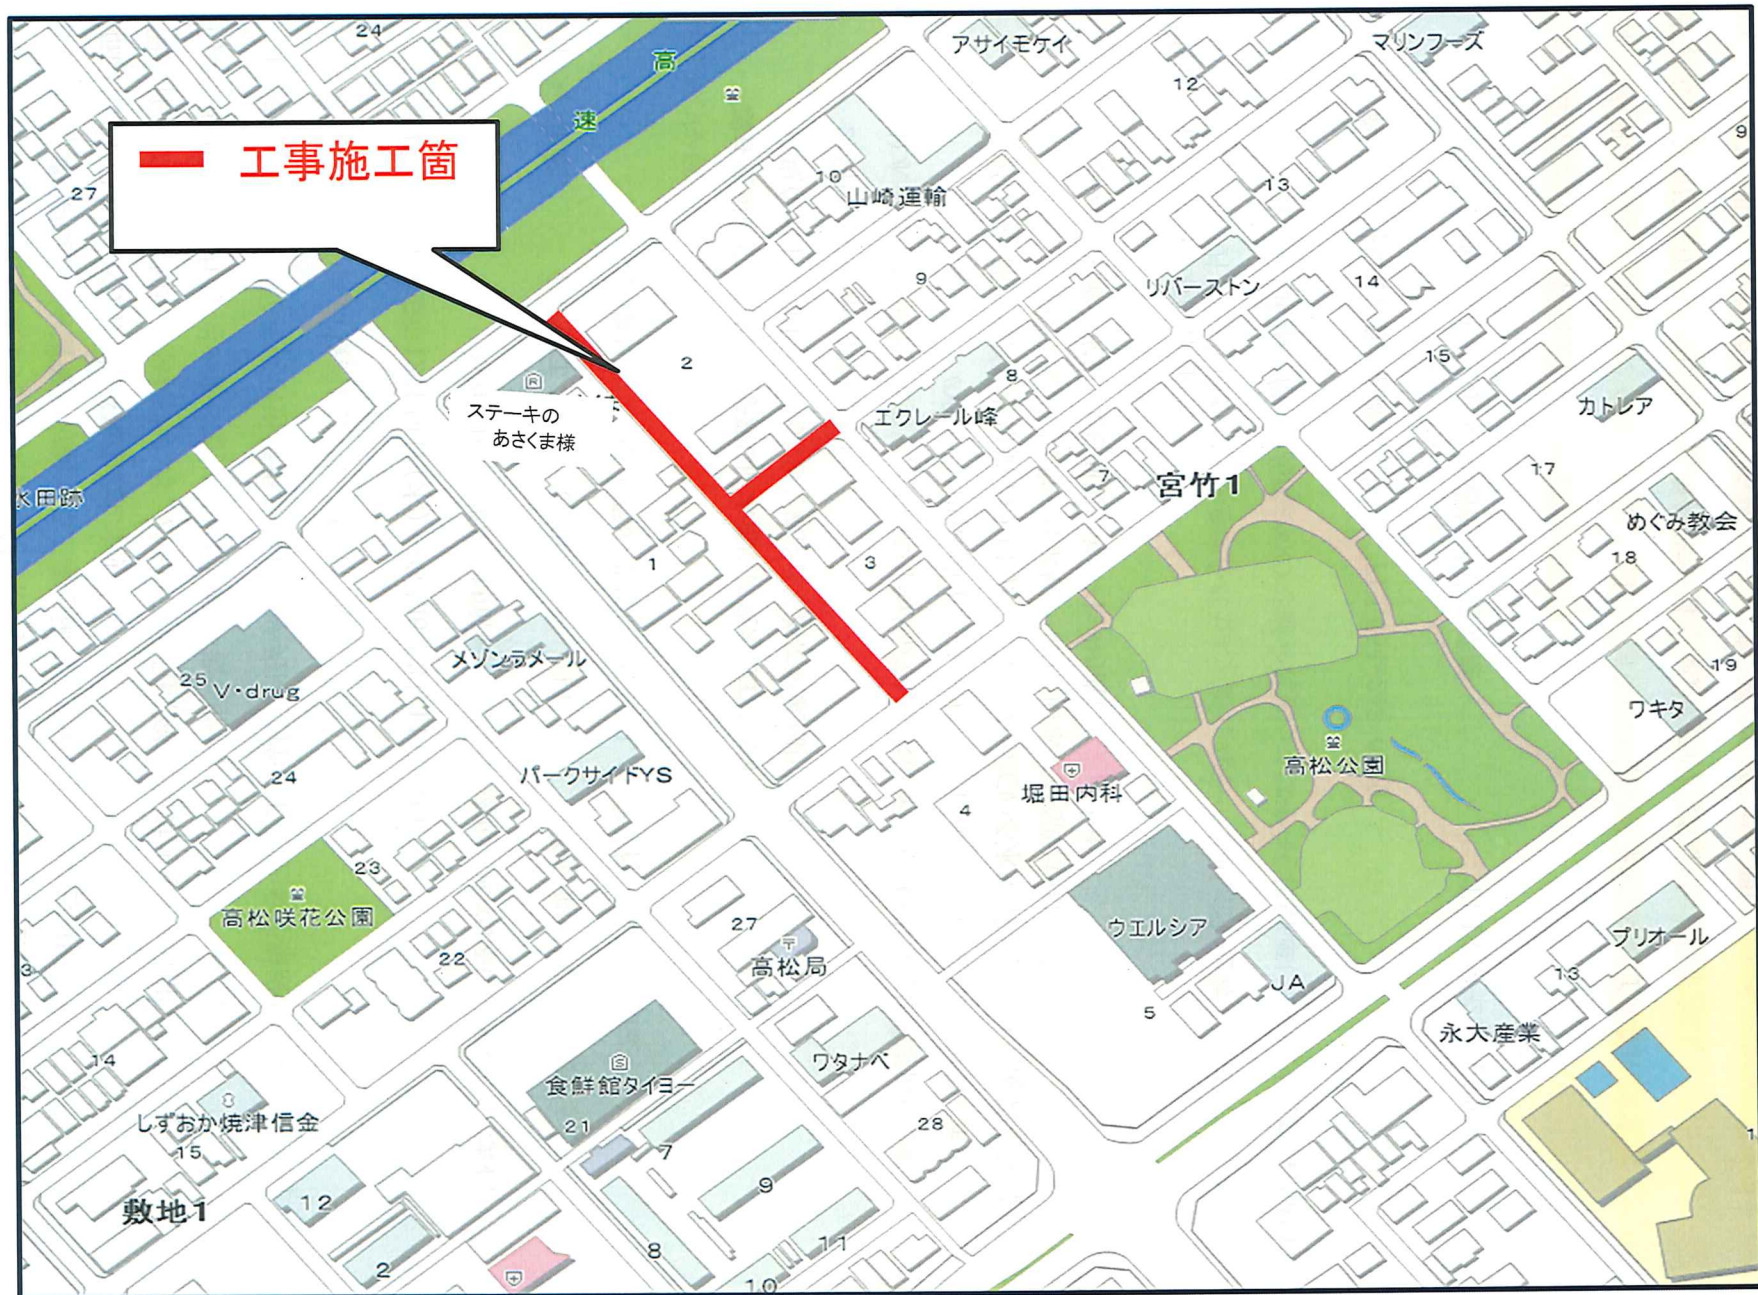 24
高
速
アサイモケイ
マリンフーズ
12
9
工事施工箇
27
10
山崎運輸
13
9
リバーストン
14
2
15
8
カトレア
ステーキの
あさくま様
エクレール峰
水田跡
7
宮竹1
17
めぐみ教会
1
3
18
メゾンラメール
25
V・drug
19
ワキタ
パークサイドYS
24
高松公園
堀田内科
4
23
高松咲花公園
27
ウエルシア
プリオール
22
高松局
13
3
JA
5
永大産業
14
食鮮館タイヨー
ワタナベ
しずおか焼津信金
21
28
15
7
敷地1
12
9
8
11
2
10